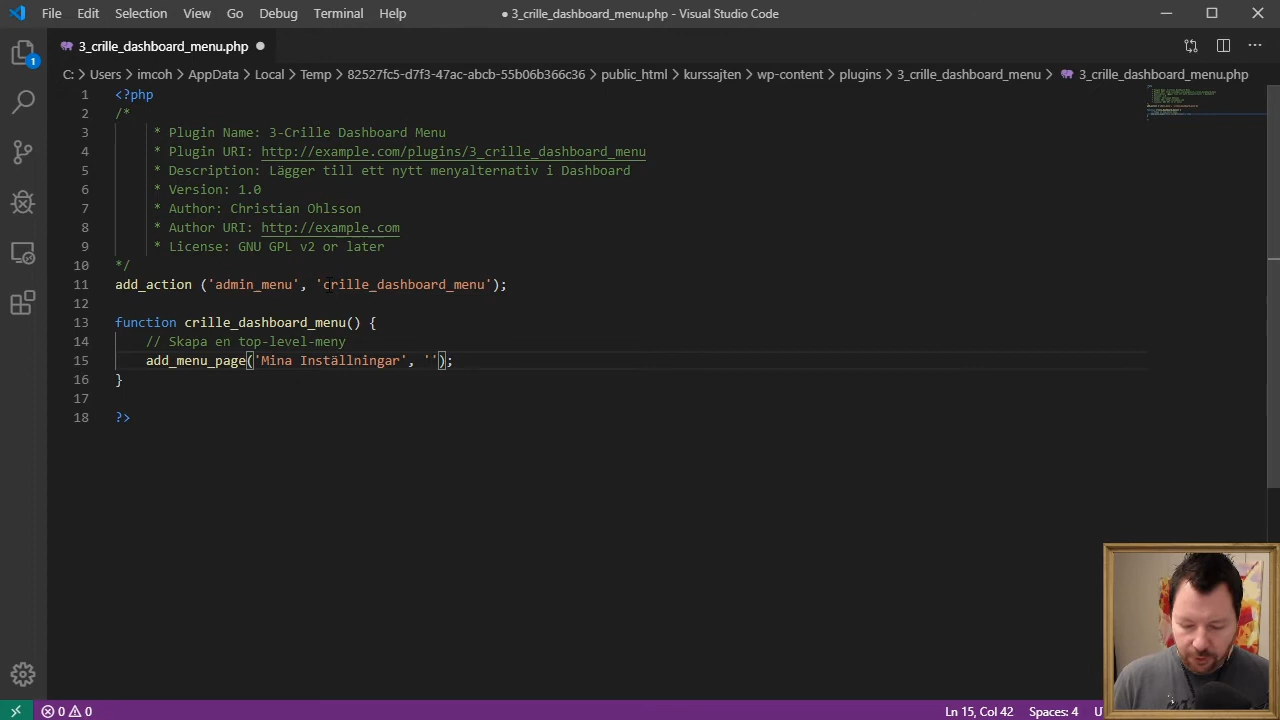 File Edit Selection View Go Debug Terminal Help
● 3_crille_dashboard_menu.php - Visual Studio Code
3_crille_dashboard_menu.php ●
C: > Users > imcoh > AppData > Local > Temp > 82527fc5-d7f3-47ac-abcb-55b06b366c36 > public_html > kurssajten > wp-content > plugins > 3_crille_dashboard_menu > 3_crille_dashboard_menu.php
1 <?php
2 /*
3 * Plugin Name: 3-Crille Dashboard Menu
4 * Plugin URI: http://example.com/plugins/3_crille_dashboard_menu
5 * Description: Lägger till ett nytt menyalternativ i Dashboard
6 * Version: 1.0
7 * Author: Christian Ohlsson
8 * Author URI: http://example.com
9 * License: GNU GPL v2 or later
10 */
11 add_action ('admin_menu', 'crille_dashboard_menu');
12
13 function crille_dashboard_menu() {
14 // Skapa en top-level-meny
15 add_menu_page('Mina Inställningar', '');
16 }
17
18 ?>
1
0 0 Ln 15, Col 42 Spaces: 4